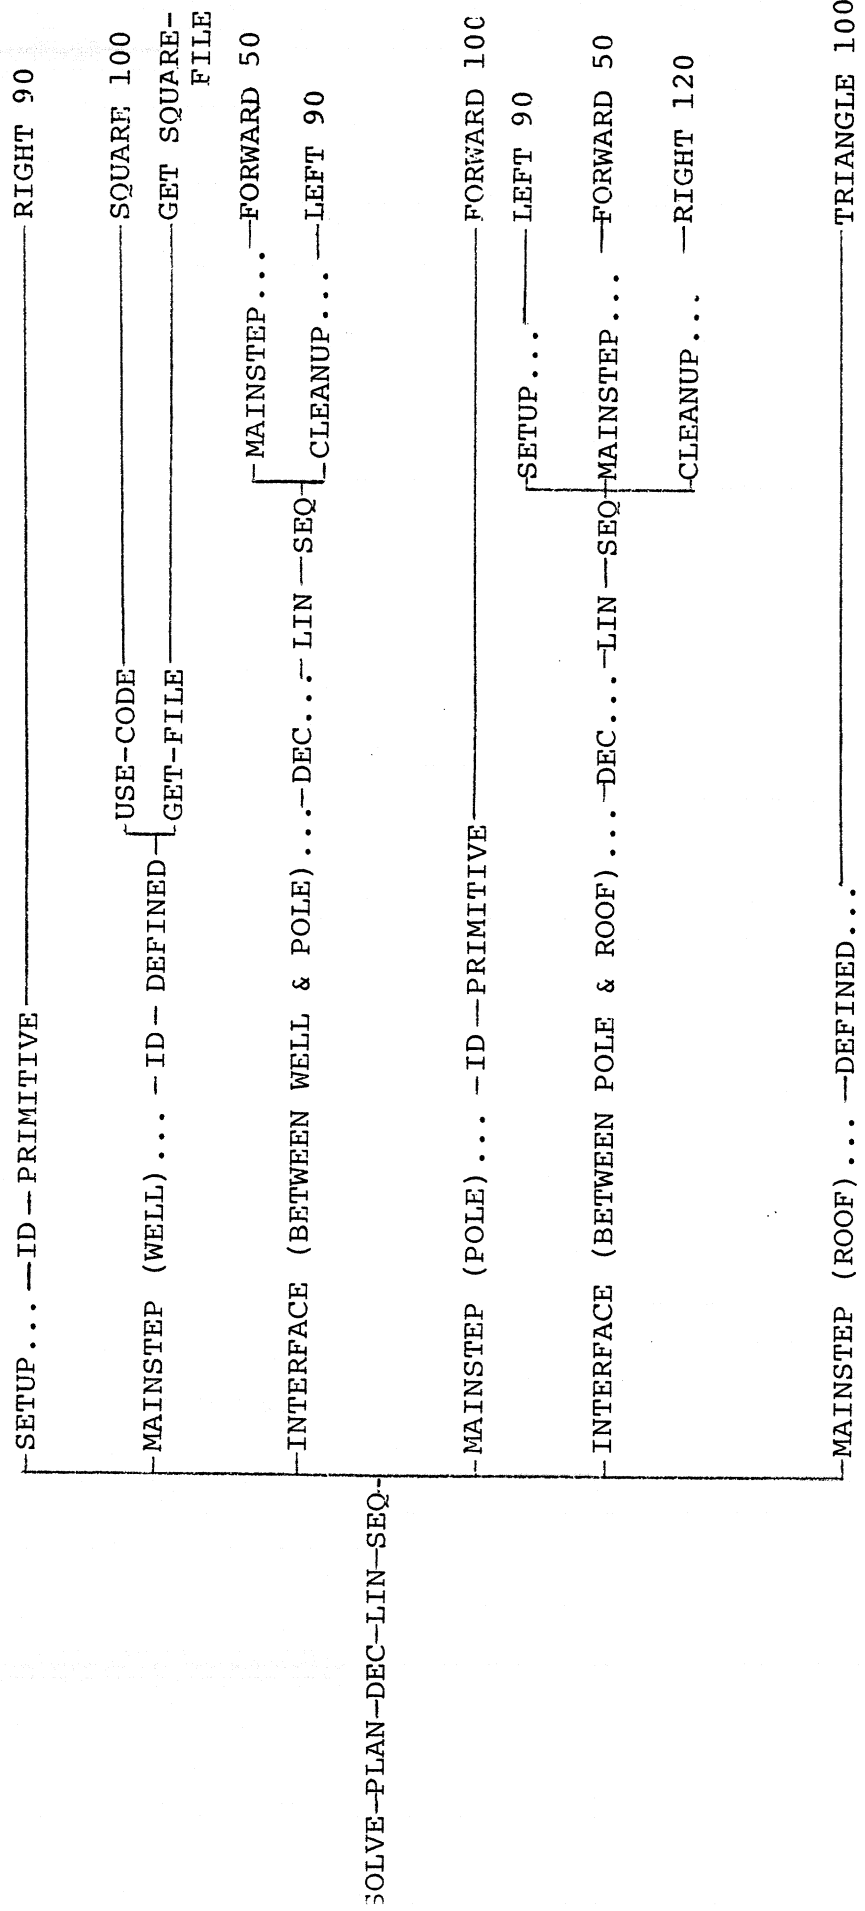 SETUP...—ID—PRIMITIVE—RIGHT 90
MAINSTEP (WELL)...—ID—DEFINED
USE-CODE—SQUARE 100
GET-FILE—GET SQUARE-
FILE
INTERFACE (BETWEEN WELL & POLE)...—DEC...—LIN—SEQ
MAINSTEP...—FORWARD 50
CLEANUP...—LEFT 90
SOLVE—PLAN—DEC—LIN—SEQ
MAINSTEP (POLE)...—ID—PRIMITIVE—FORWARD 100
INTERFACE (BETWEEN POLE & ROOF)...—DEC...—LIN—SEQ
SETUP...—LEFT 90
MAINSTEP...—FORWARD 50
CLEANUP...—RIGHT 120
MAINSTEP (ROOF)...—DEFINED...—TRIANGLE 100